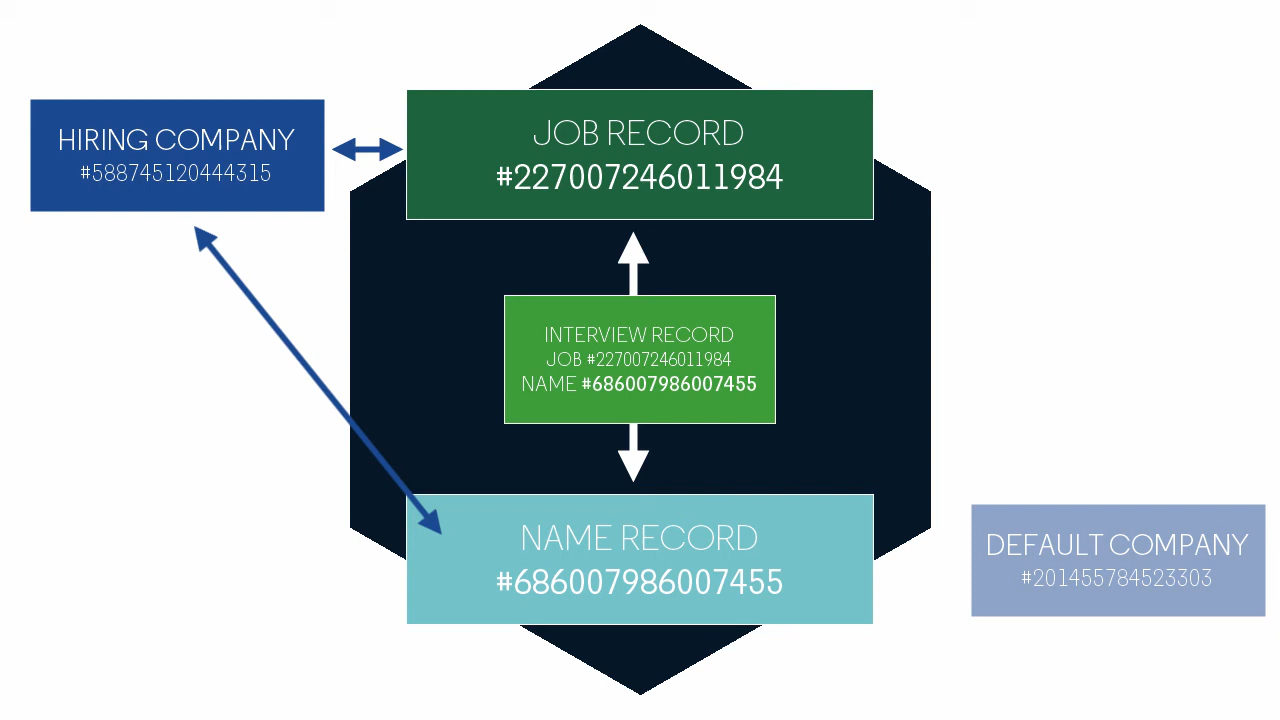 HIRING COMPANY
#588745120444315
JOB RECORD
#227007246011984
INTERVIEW RECORD
JOB #227007246011984
NAME #686007986007455
NAME RECORD
#686007986007455
DEFAULT COMPANY
#201455784523303